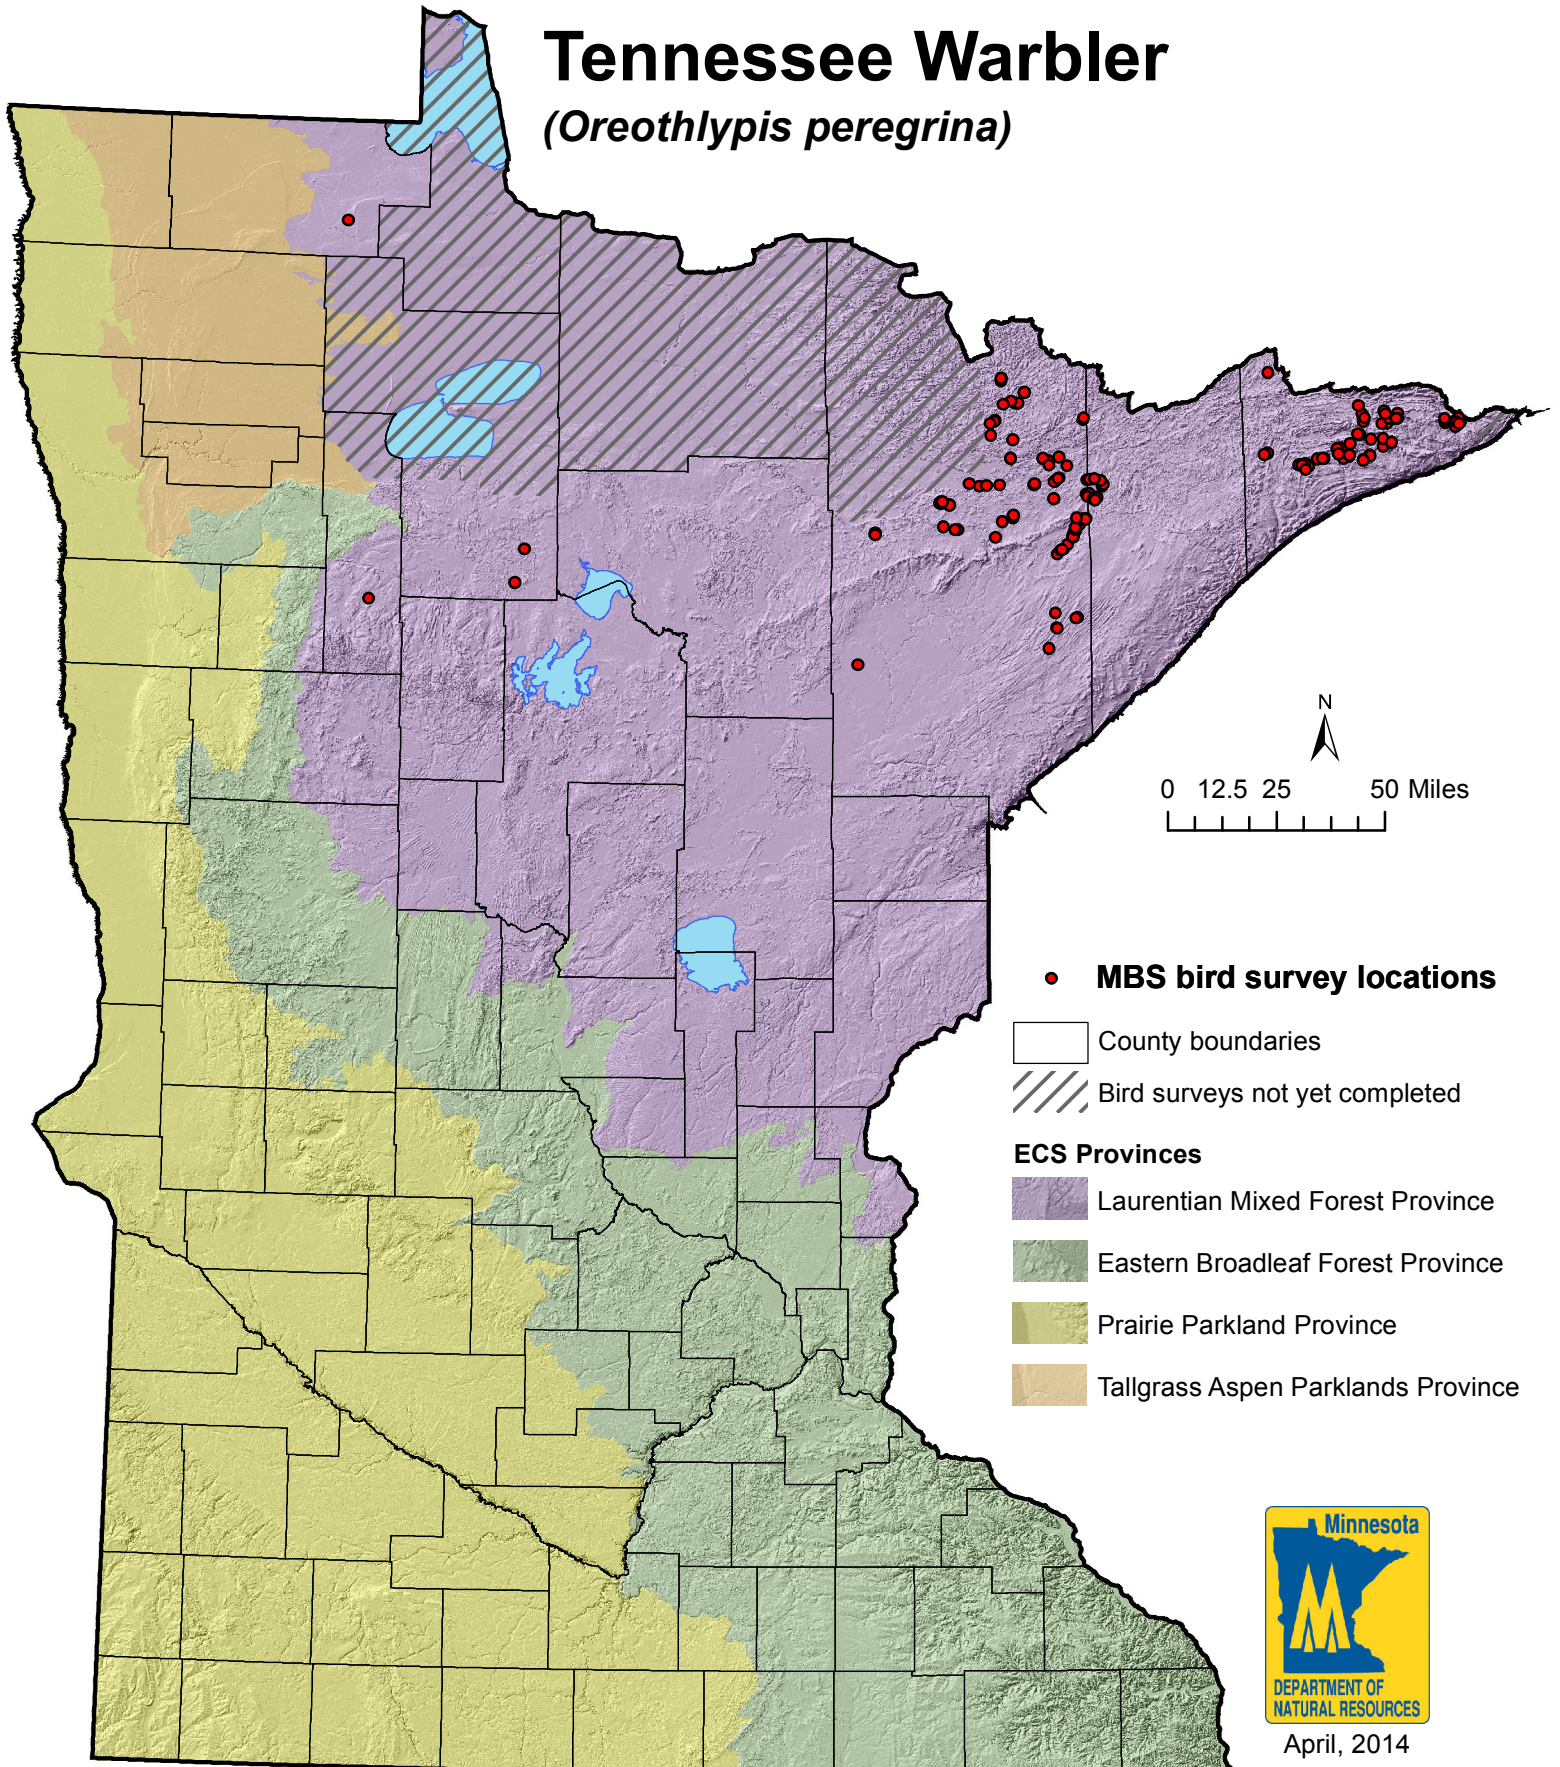 Tennessee Warbler
(Oreothlypis peregrina)
N
0 12.5 25 50 Miles
MBS bird survey locations
County boundaries
Bird surveys not yet completed
ECS Provinces
Laurentian Mixed Forest Province
Eastern Broadleaf Forest Province
Prairie Parkland Province
Tallgrass Aspen Parklands Province
Minnesota
DEPARTMENT OF
NATURAL RESOURCES
April, 2014